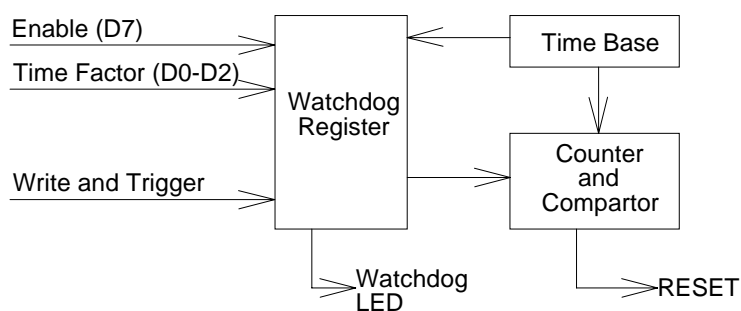 Enable (D7)
Time Factor (D0-D2)
Write and Trigger
Watchdog
Register
Time Base
Counter
and
Compartor
Watchdog
LED
RESET